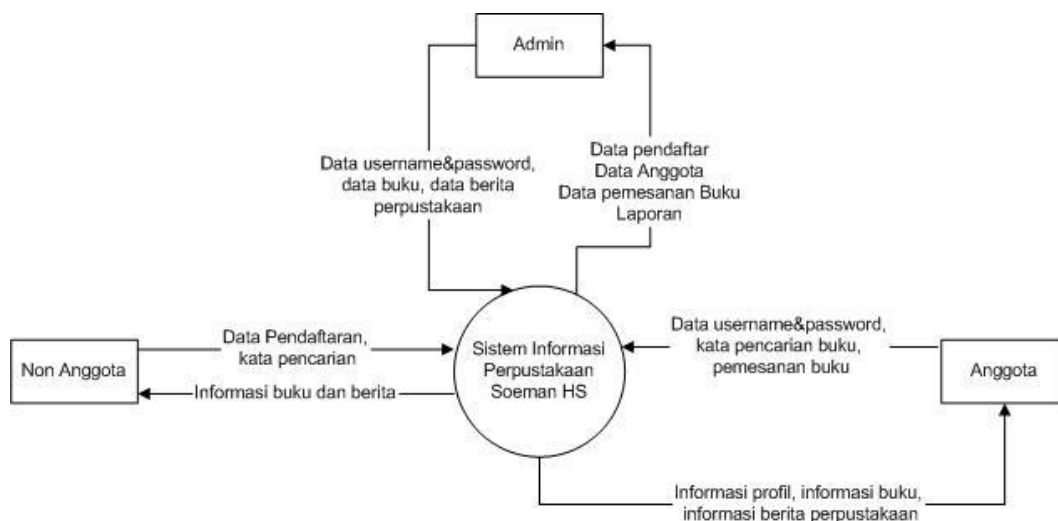 Admin
Data username&password,
data buku, data berita
perpustakaan
Data pendaftar
Data Anggota
Data pemesanan Buku
Laporan
Non Anggota
Data Pendaftaran,
kata pencarian
Informasi buku dan berita
Sistem Informasi
Perpustakaan
Soeman HS
Data username&password,
kata pencarian buku,
pemesanan buku
Anggota
Informasi profil, informasi buku,
informasi berita perpustakaan